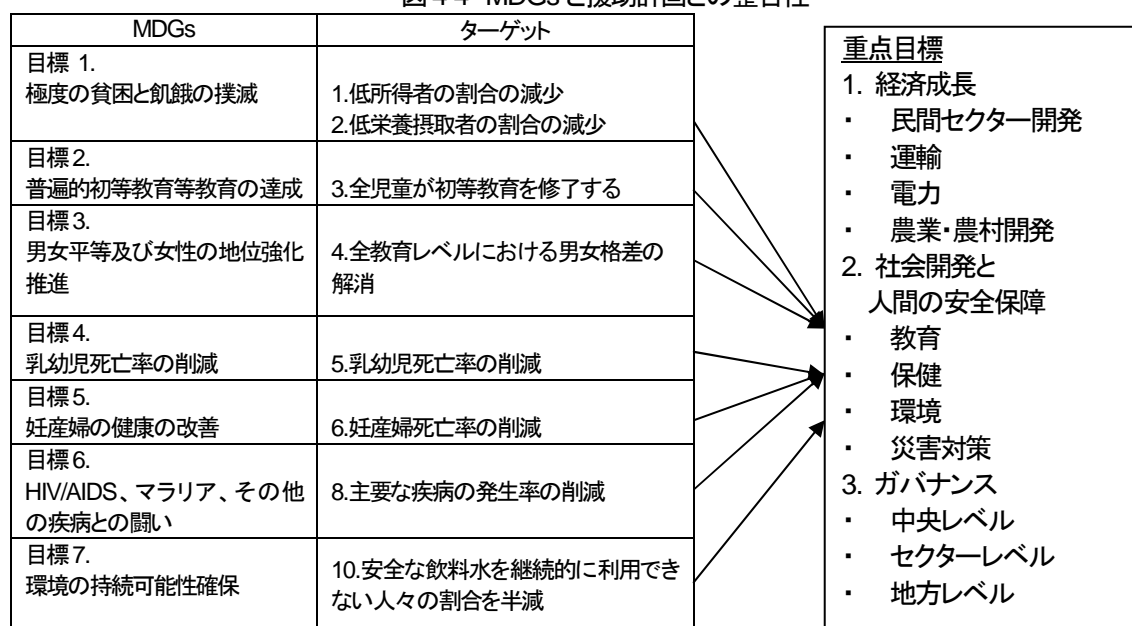 MDGs
ターゲット
目標 1.
極度の貧困と飢餓の撲滅
1.低所得者の割合の減少
2.低栄養摂取者の割合の減少
目標2.
普遍的初等教育等教育の達成
3.全児童が初等教育を修了する
目標3.
男女平等及び女性の地位強化
推進
4.全教育レベルにおける男女格差の
解消
目標4.
乳幼児死亡率の削減
5.乳幼児死亡率の削減
目標5.
妊産婦の健康の改善
6.妊産婦死亡率の削減
目標6.
HIV/AIDS、マラリア、その他
の疾病との闘い
8.主要な疾病の発生率の削減
目標7.
環境の持続可能性確保
10.安全な飲料水を継続的に利用でき
ない人々の割合を半減
重点目標
1. 経済成長
・ 民間セクター開発
・ 運輸
・ 電力
・ 農業・農村開発
2. 社会開発と
人間の安全保障
・ 教育
・ 保健
・ 環境
・ 災害対策
3. ガバナンス
・ 中央レベル
・ セクターレベル
・ 地方レベル